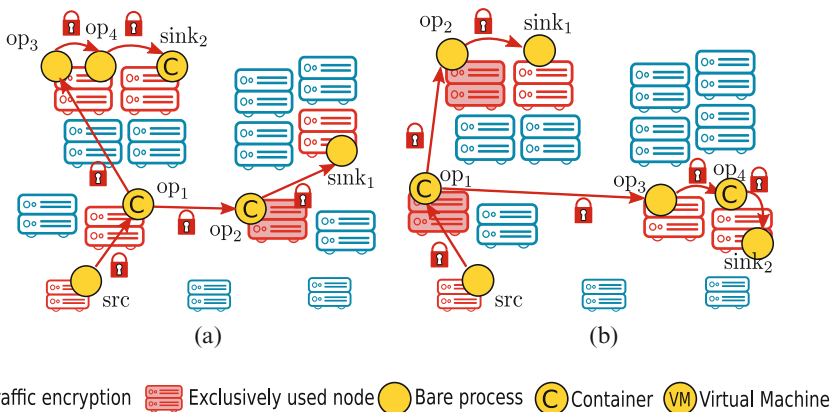 op3 op4 sink2
C
op2 sink1
C op1
sink1
C
op2
src
C op1
op3 op4
C
sink2
src
(a) (b)
raffic encryption Exclusively used node Bare process C Container VM Virtual Machine